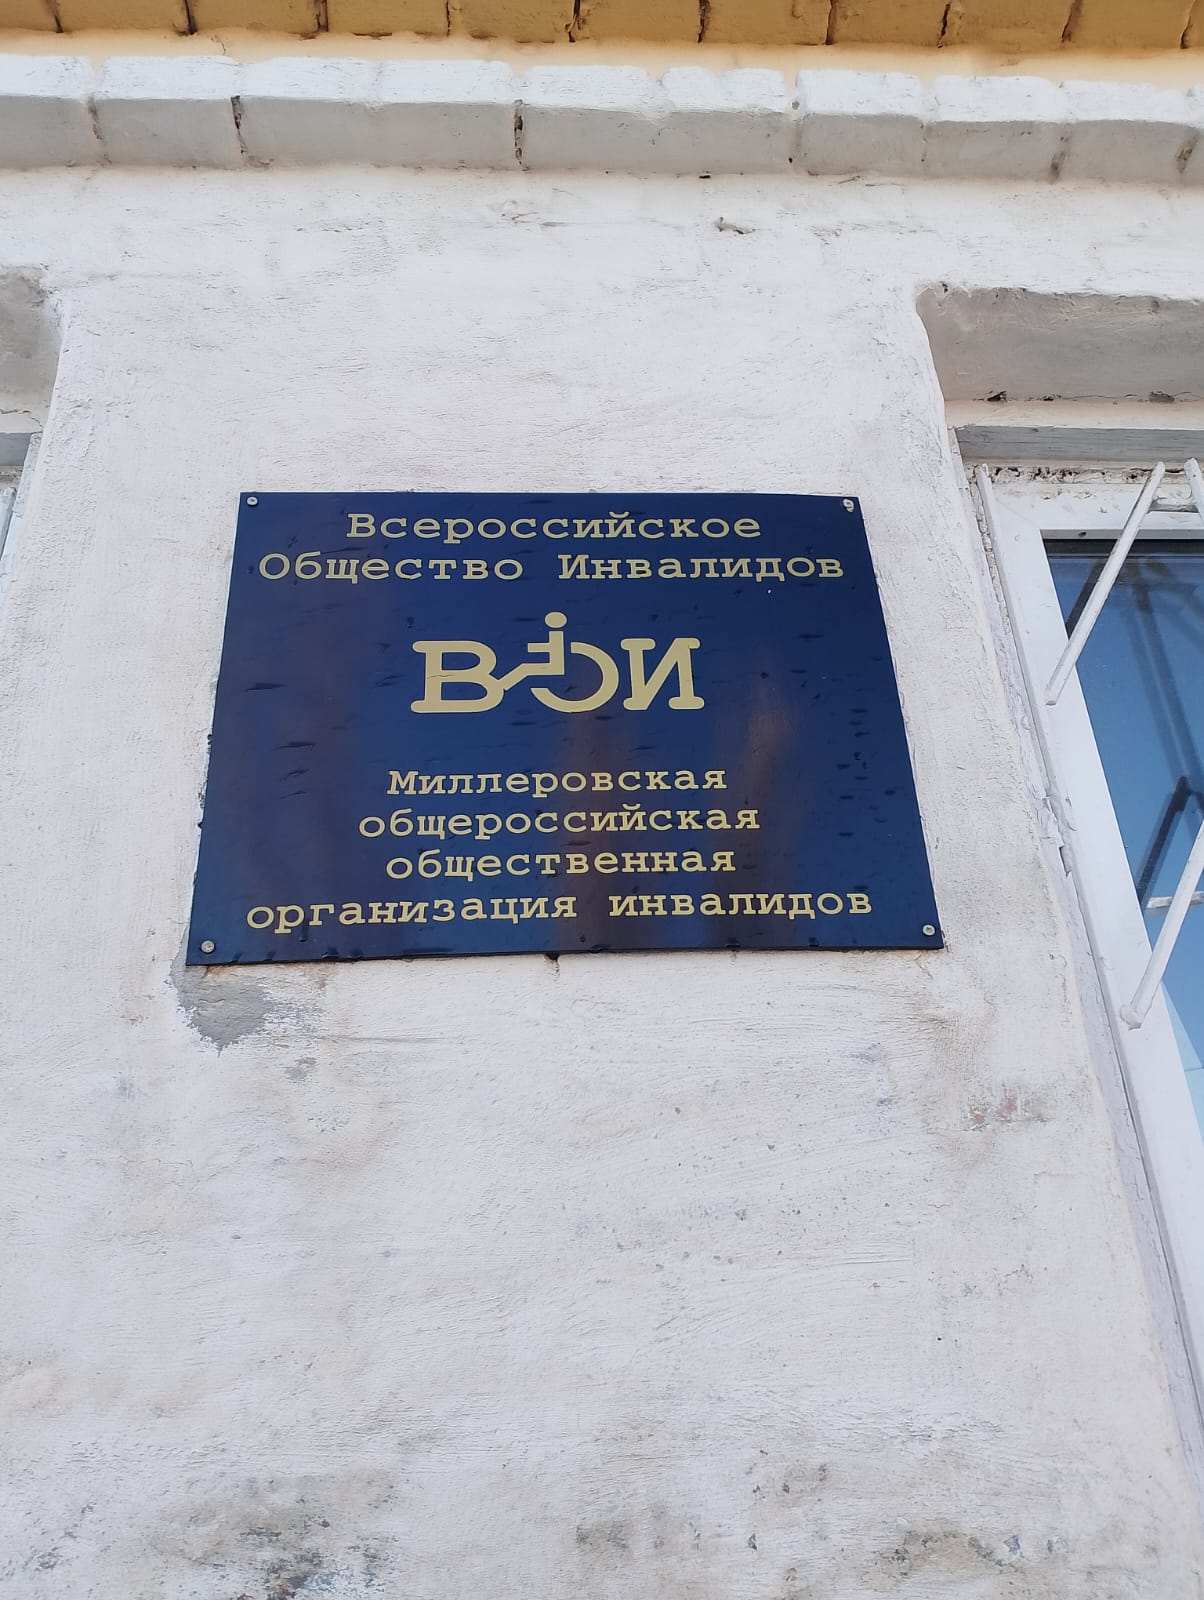 Всероссийское
Общество Инвалидов
ВОИ
Миллеровская
общероссийская
общественная
организация инвалидов